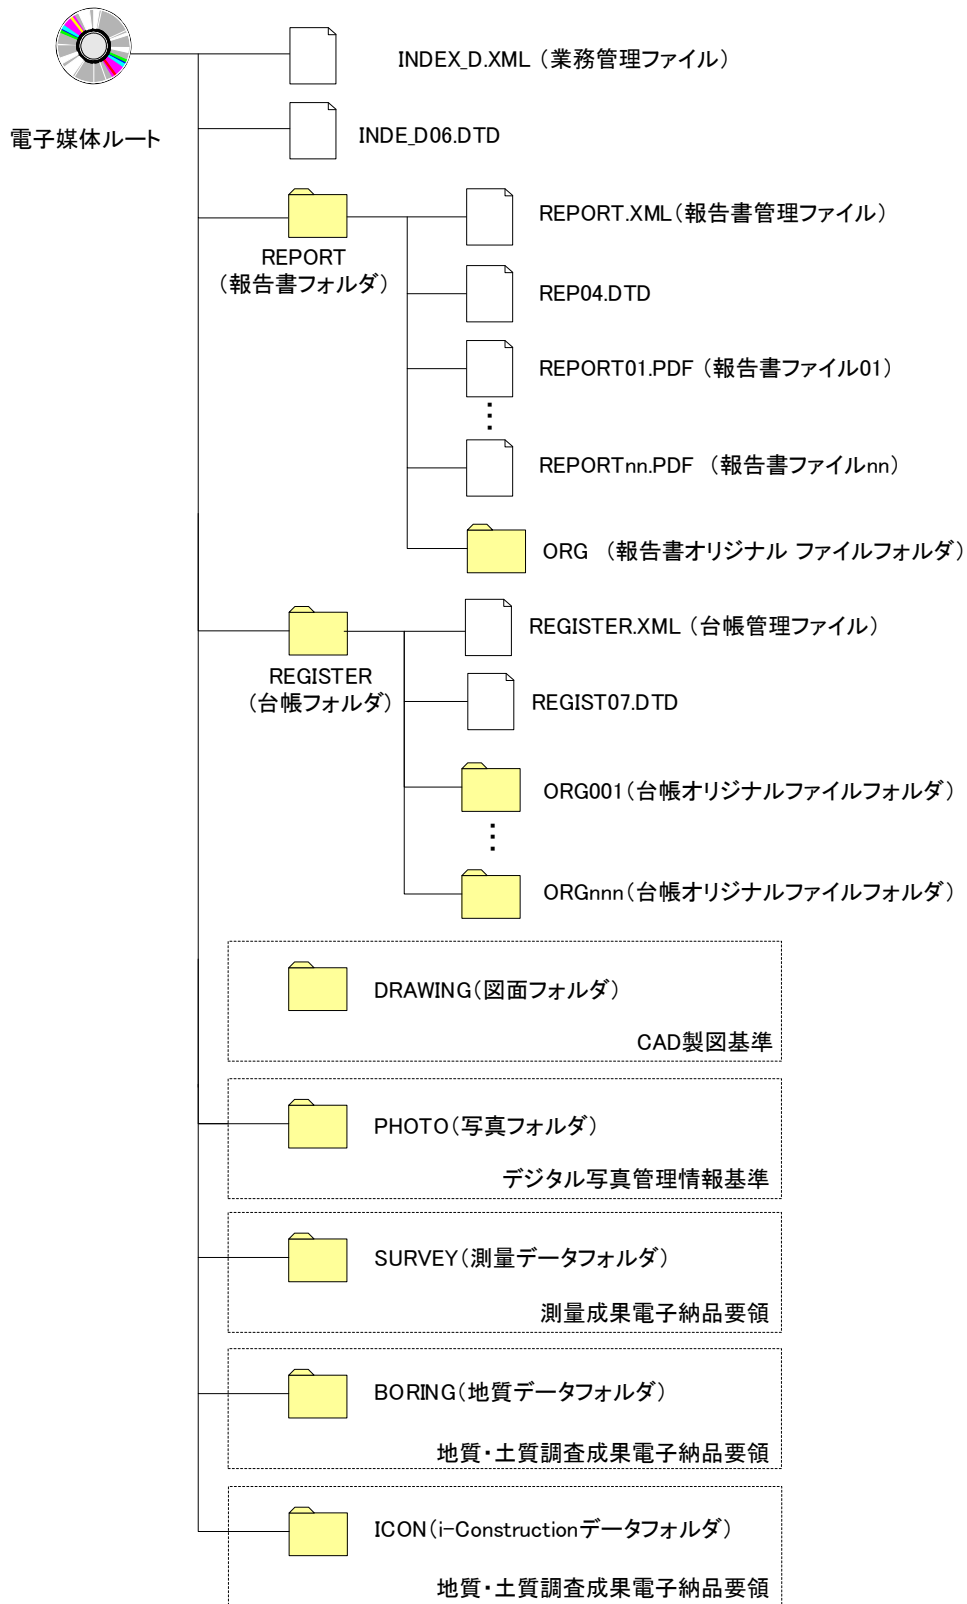 INDEX_D.XML（業務管理ファイル）
電子媒体ルート
INDE_D06.DTD
REPORT
（報告書フォルダ）
REPORT.XML（報告書管理ファイル）
REP04.DTD
REPORT01.PDF（報告書ファイル01）
⋮
REPORTnn.PDF （報告書ファイルnn）
ORG （報告書オリジナル ファイルフォルダ）
REGISTER
（台帳フォルダ）
REGISTER.XML（台帳管理ファイル）
REGIST07.DTD
ORG001（台帳オリジナルファイルフォルダ）
⋮
ORGnnn（台帳オリジナルファイルフォルダ）
DRAWING（図面フォルダ）
CAD製図基準
PHOTO（写真フォルダ）
デジタル写真管理情報基準
SURVEY（測量データフォルダ）
測量成果電子納品要領
BORING（地質データフォルダ）
地質・土質調査成果電子納品要領
ICON（i-Constructionデータフォルダ）
地質・土質調査成果電子納品要領